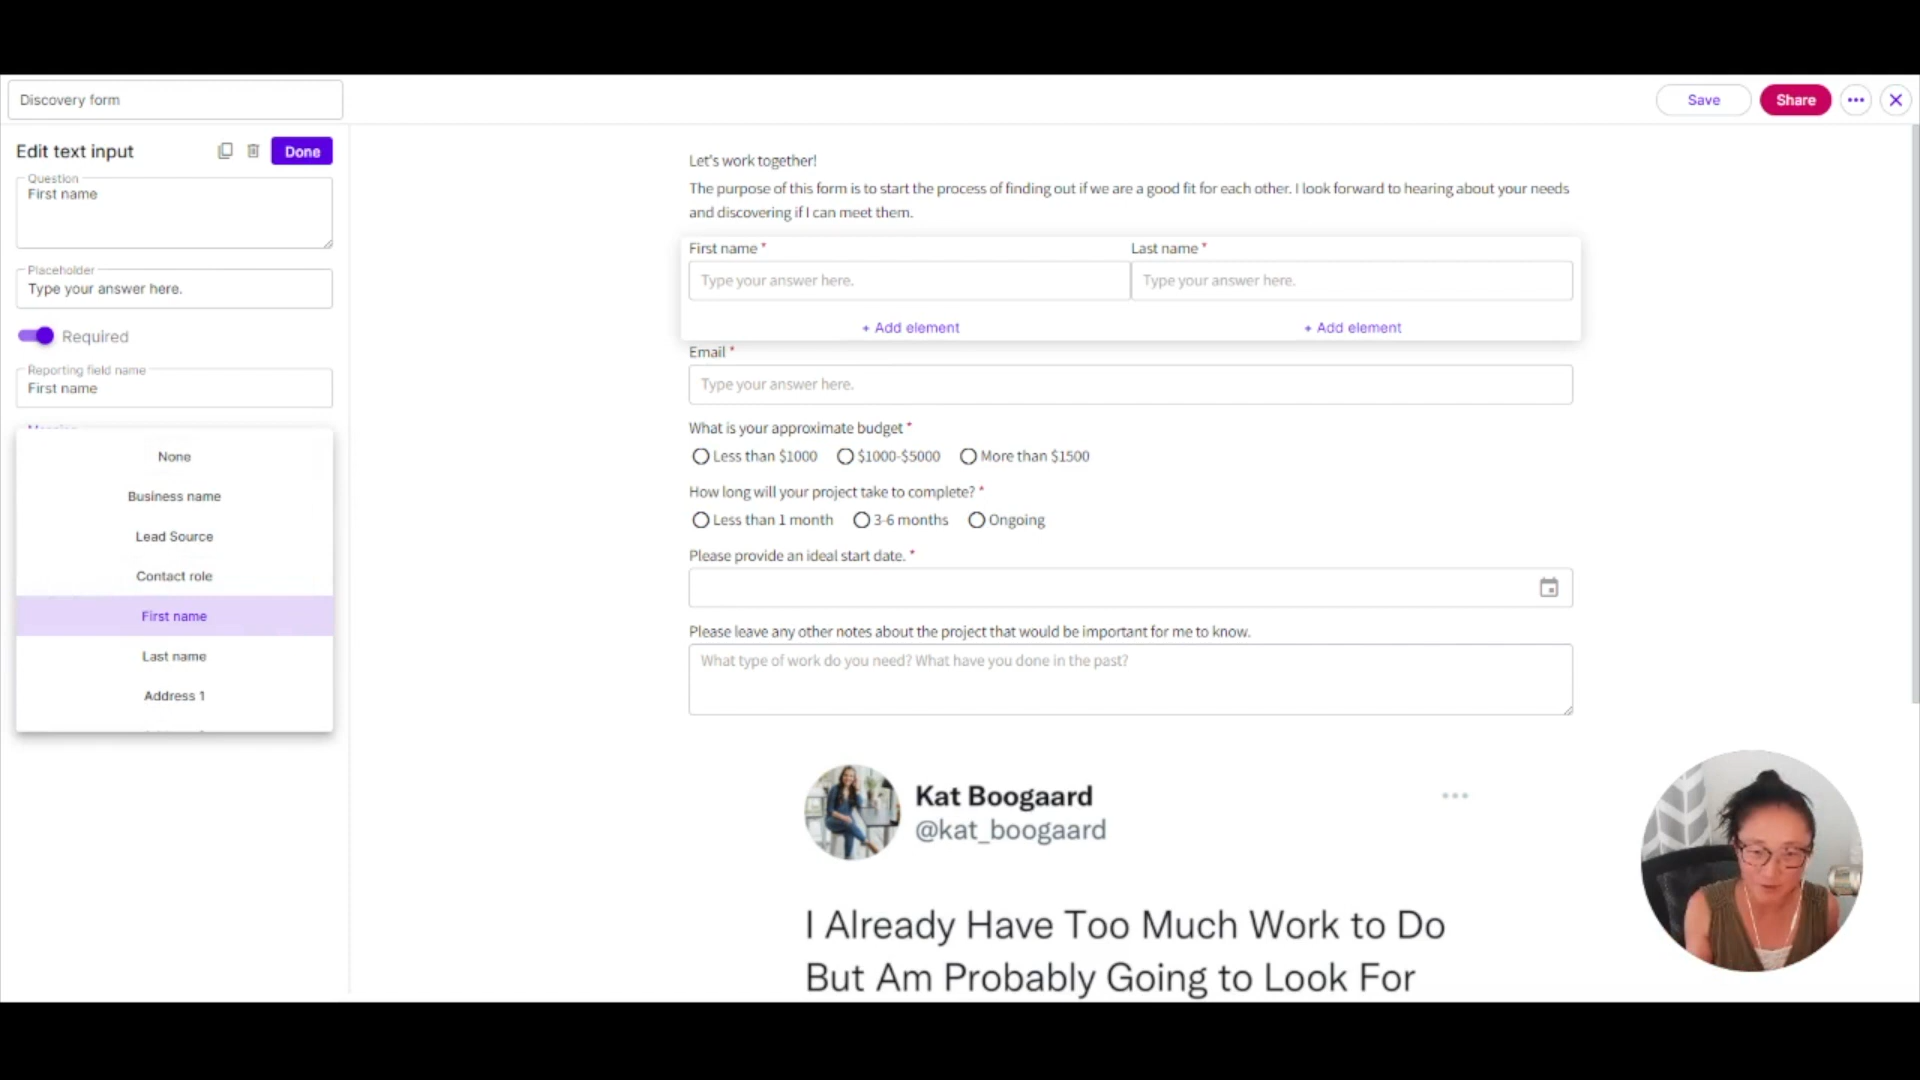 Discovery form
Save
Share
Edit text input
Done
Question
First name
Placeholder
Type your answer here.
Required
Reporting field name
First name
None
Business name
Lead Source
Contact role
First name
Last name
Address 1
Let's work together!
The purpose of this form is to start the process of finding out if we are a good fit for each other. I look forward to hearing about your needs
and discovering if I can meet them.
First name *
Last name *
Type your answer here.
Type your answer here.
+ Add element
+ Add element
Email *
Type your answer here.
What is your approximate budget *
Less than $1000
$1000-$5000
More than $1500
How long will your project take to complete? *
Less than 1 month
3-6 months
Ongoing
Please provide an ideal start date. *
Please leave any other notes about the project that would be important for me to know.
What type of work do you need? What have you done in the past?
Kat Boogaard
@kat_boogaard
I Already Have Too Much Work to Do
But Am Probably Going to Look For